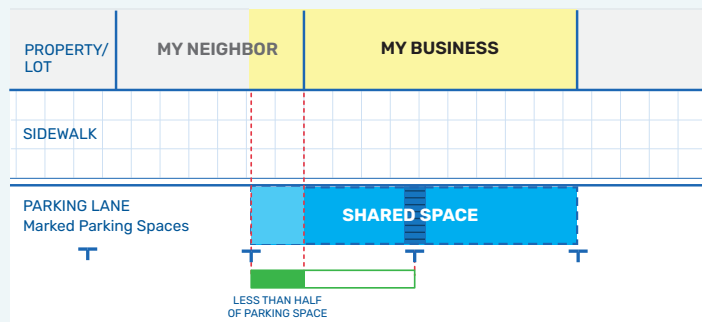 PROPERTY/
LOT
MY NEIGHBOR
MY BUSINESS
SIDEWALK
PARKING LANE
Marked Parking Spaces
SHARED SPACE
LESS THAN HALF
OF PARKING SPACE